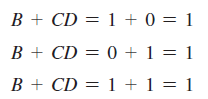 B + CD = 1 + 0 = 1
B + CD = 0 + 1 = 1
B + CD = 1 + 1 = 1